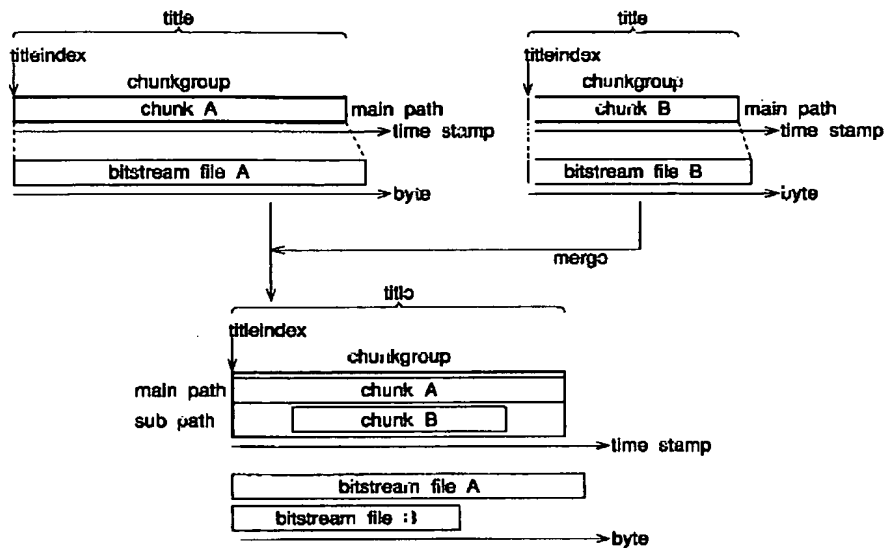 title
titleindex
chunkgroup
chunk A
main path
time stamp
bitstream file A
byte
title
titleindex
chunkgroup
chunk B
main path
time stamp
bitstream file B
byte
merge
title
titleindex
chunkgroup
main path
chunk A
sub path
chunk B
time stamp
bitstream file A
bitstream file B
byte